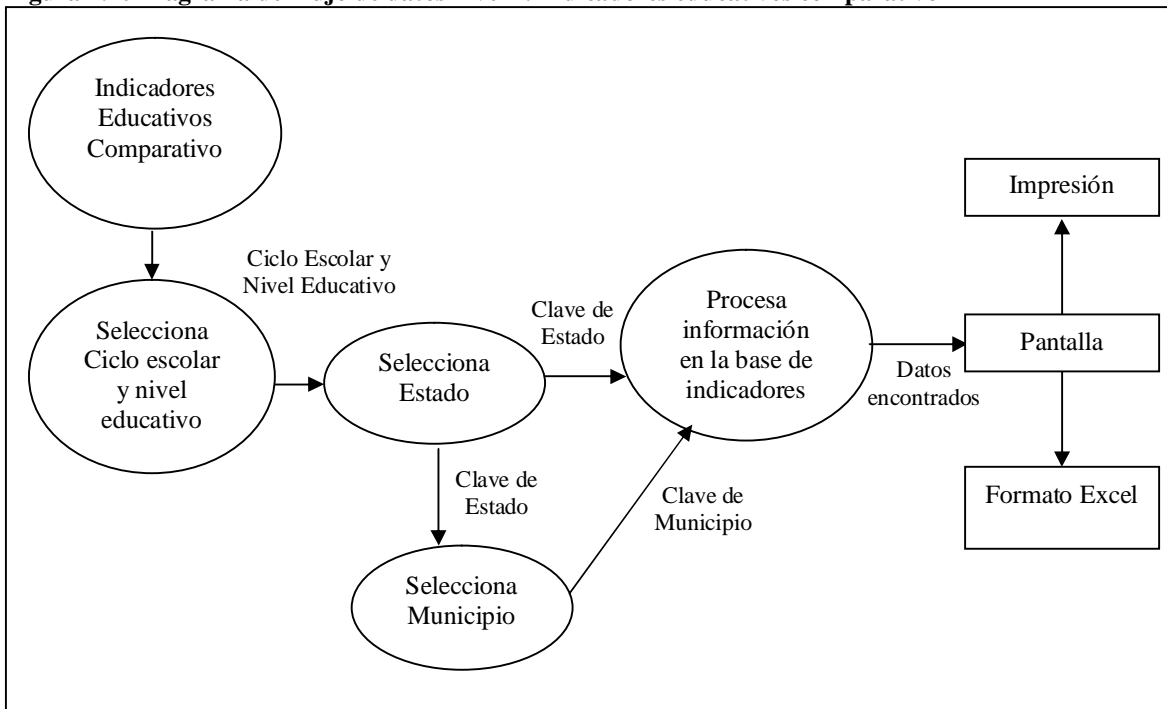 Indicadores
Educativos
Comparativo
Impresión
Ciclo Escolar y
Nivel Educativo
Selecciona
Ciclo escolar
y nivel
educativo
Selecciona
Estado
Clave de
Estado
Procesa
información
en la base de
indicadores
Datos
encontrados
Pantalla
Clave de
Estado
Clave de
Municipio
Formato Excel
Selecciona
Municipio